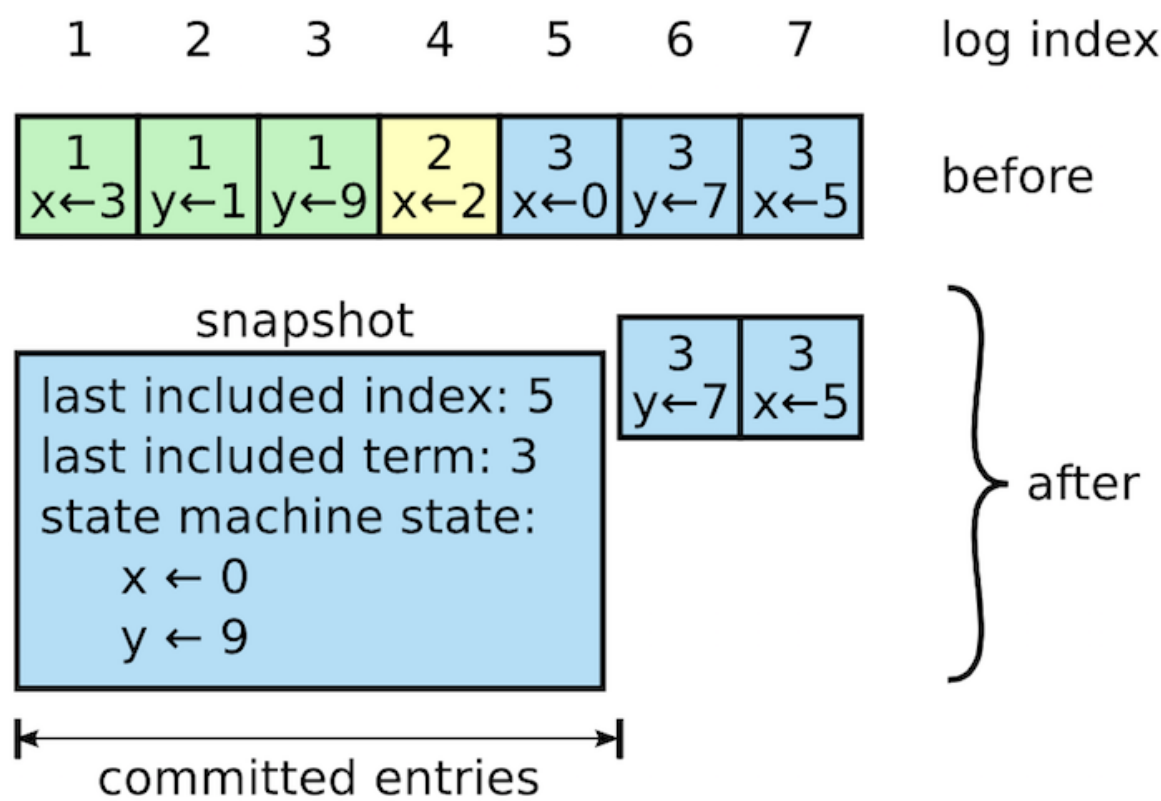 1 2 3 4 5 6 7 log index
1 1 1 2 3 3 3
x←3 y←1 y←9 x←2 x←0 y←7 x←5
before
snapshot
last included index: 5
last included term: 3
state machine state:
x ← 0
y ← 9
3 3
y←7 x←5
after
committed entries